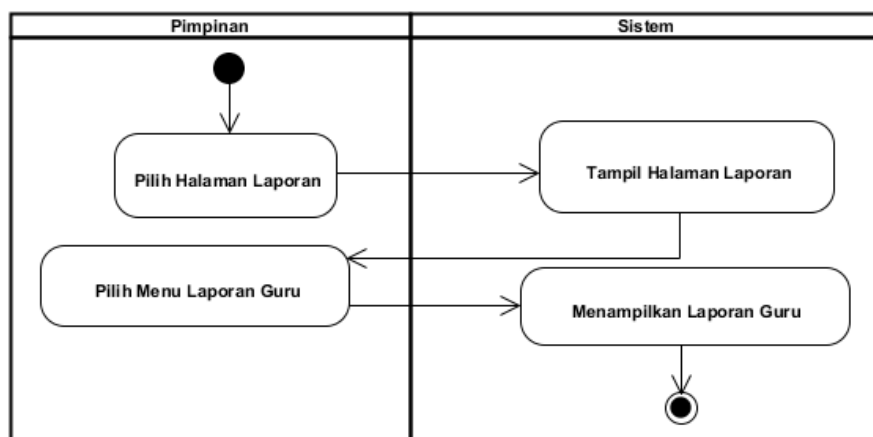 Pimpinan
Sistem
Pilih Halaman Laporan
Tampil Halaman Laporan
Pilih Menu Laporan Guru
Menampilkan Laporan Guru